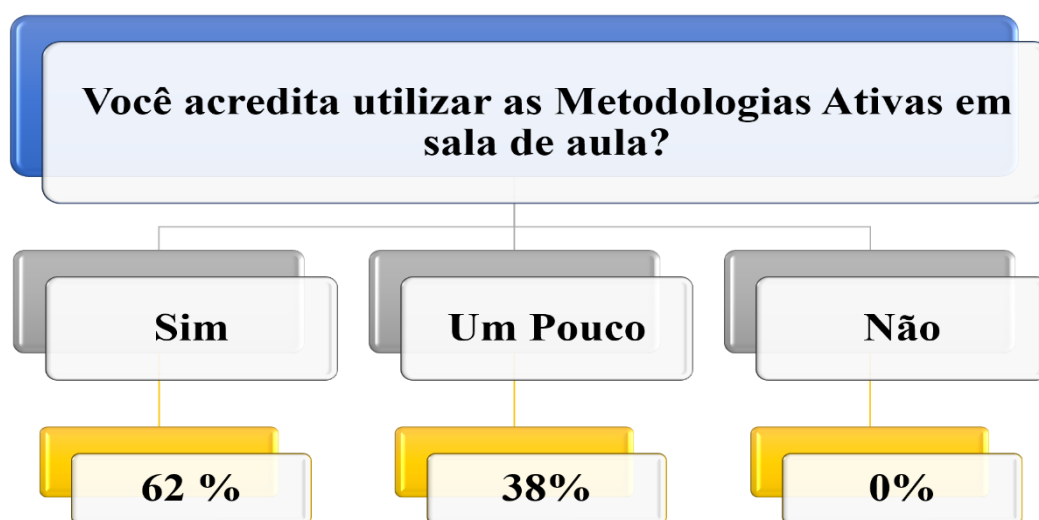 Você acredita utilizar as Metodologias Ativas em
sala de aula?
Sim
Um Pouco
Não
62 %
38%
0%